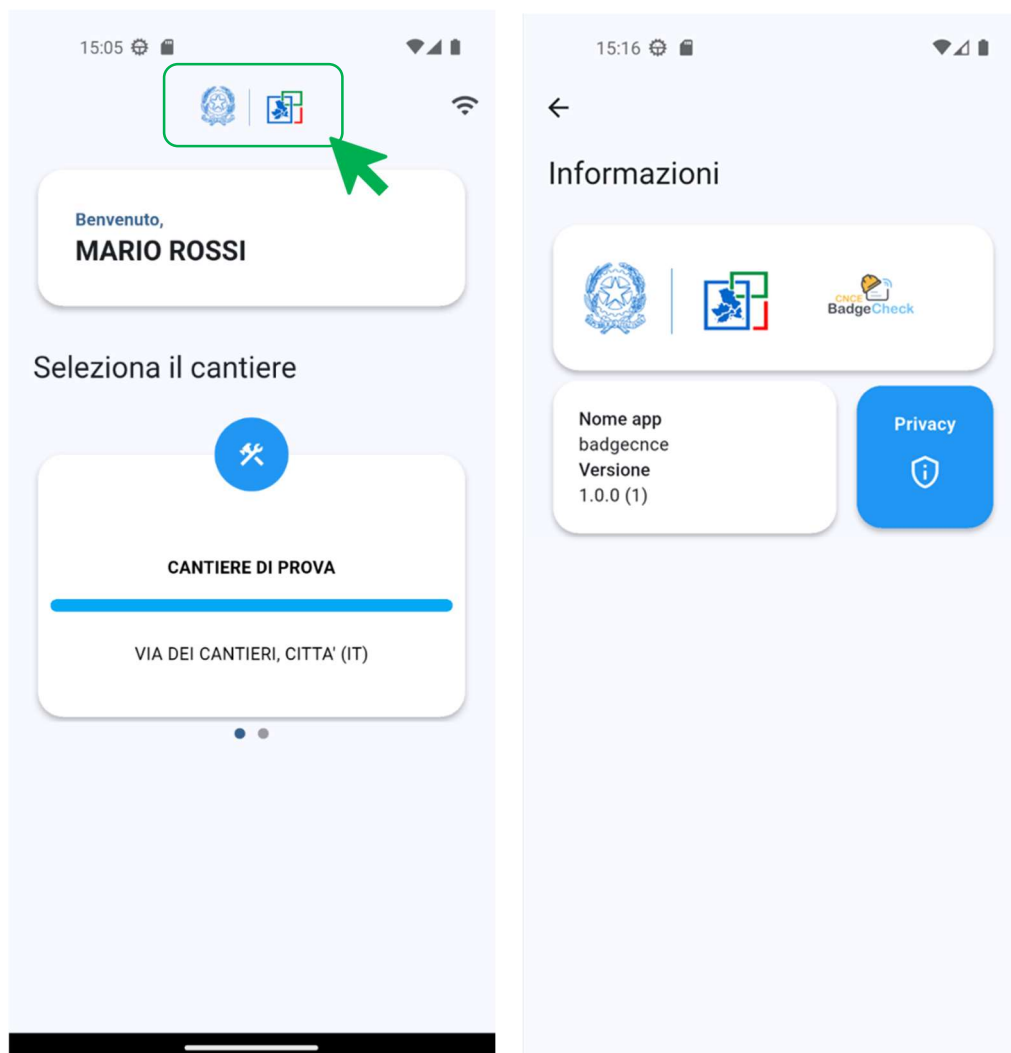 15:05
Benvenuto,
MARIO ROSSI
Seleziona il cantiere
CANTIERE DI PROVA
VIA DEI CANTIERI, CITTA' (IT)
15:16
Informazioni
CNCE
BadgeCheck
Nome app
badgecnce
Versione
1.0.0 (1)
Privacy